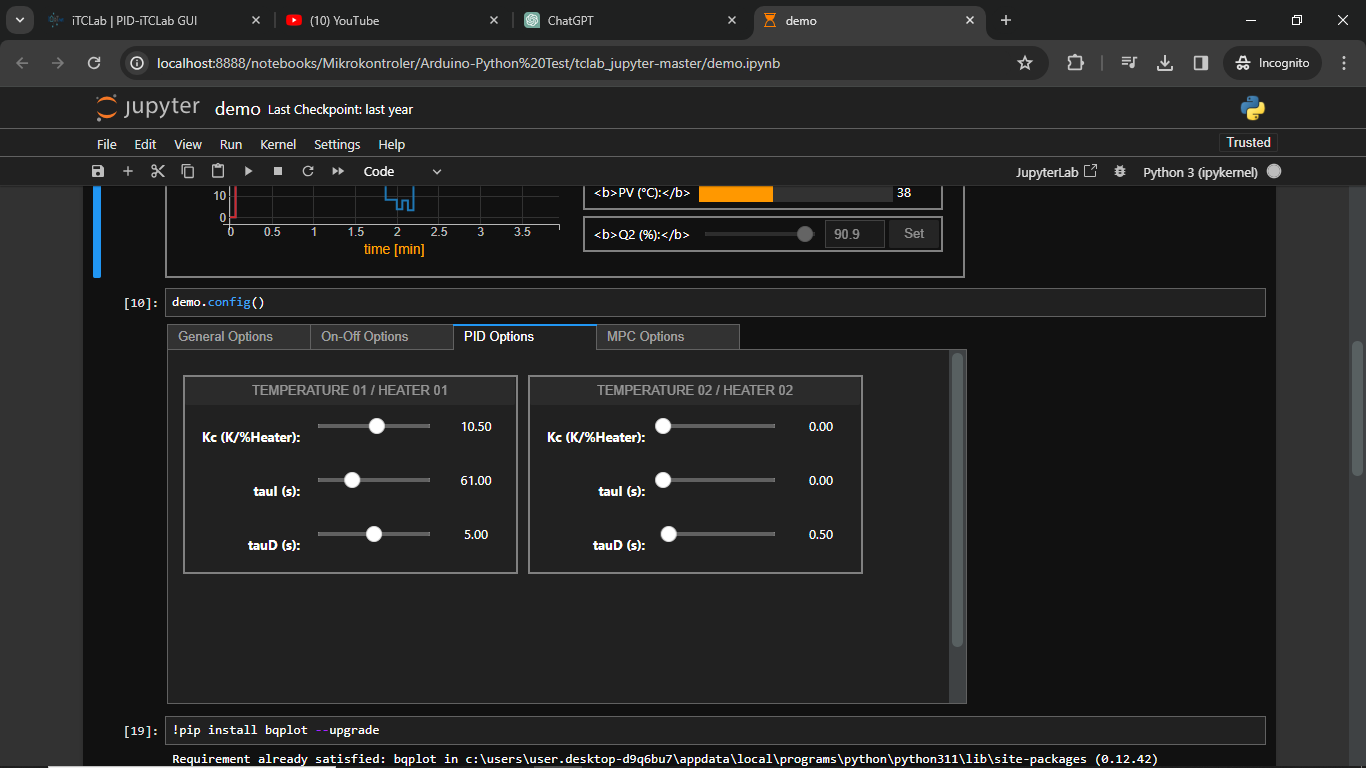 iTCLab | PID-iTCLab GUI
(10) YouTube
ChatGPT
demo
localhost:8888/notebooks/Mikrokontroler/Arduino-Python%20Test/tclab_jupyter-master/demo.ipynb
Incognito
jupyter demo Last Checkpoint: last year
File Edit View Run Kernel Settings Help
Trusted
Code
JupyterLab
Python 3 (ipykernel)
10
0
0 0.5 1 1.5 2 2.5 3 3.5
time [min]
<b>PV (°C):</b> 38
<b>Q2 (%):</b> 90.9 Set
[10]: demo.config()
General Options On-Off Options PID Options MPC Options
TEMPERATURE 01 / HEATER 01
Kc (K/%Heater): 10.50
tauI (s): 61.00
tauD (s): 5.00
TEMPERATURE 02 / HEATER 02
Kc (K/%Heater): 0.00
tauI (s): 0.00
tauD (s): 0.50
[19]: !pip install bqplot --upgrade
Requirement already satisfied: bqplot in c:\users\user.desktop-d9q6bu7\appdata\local\programs\python\python311\lib\site-packages (0.12.42)